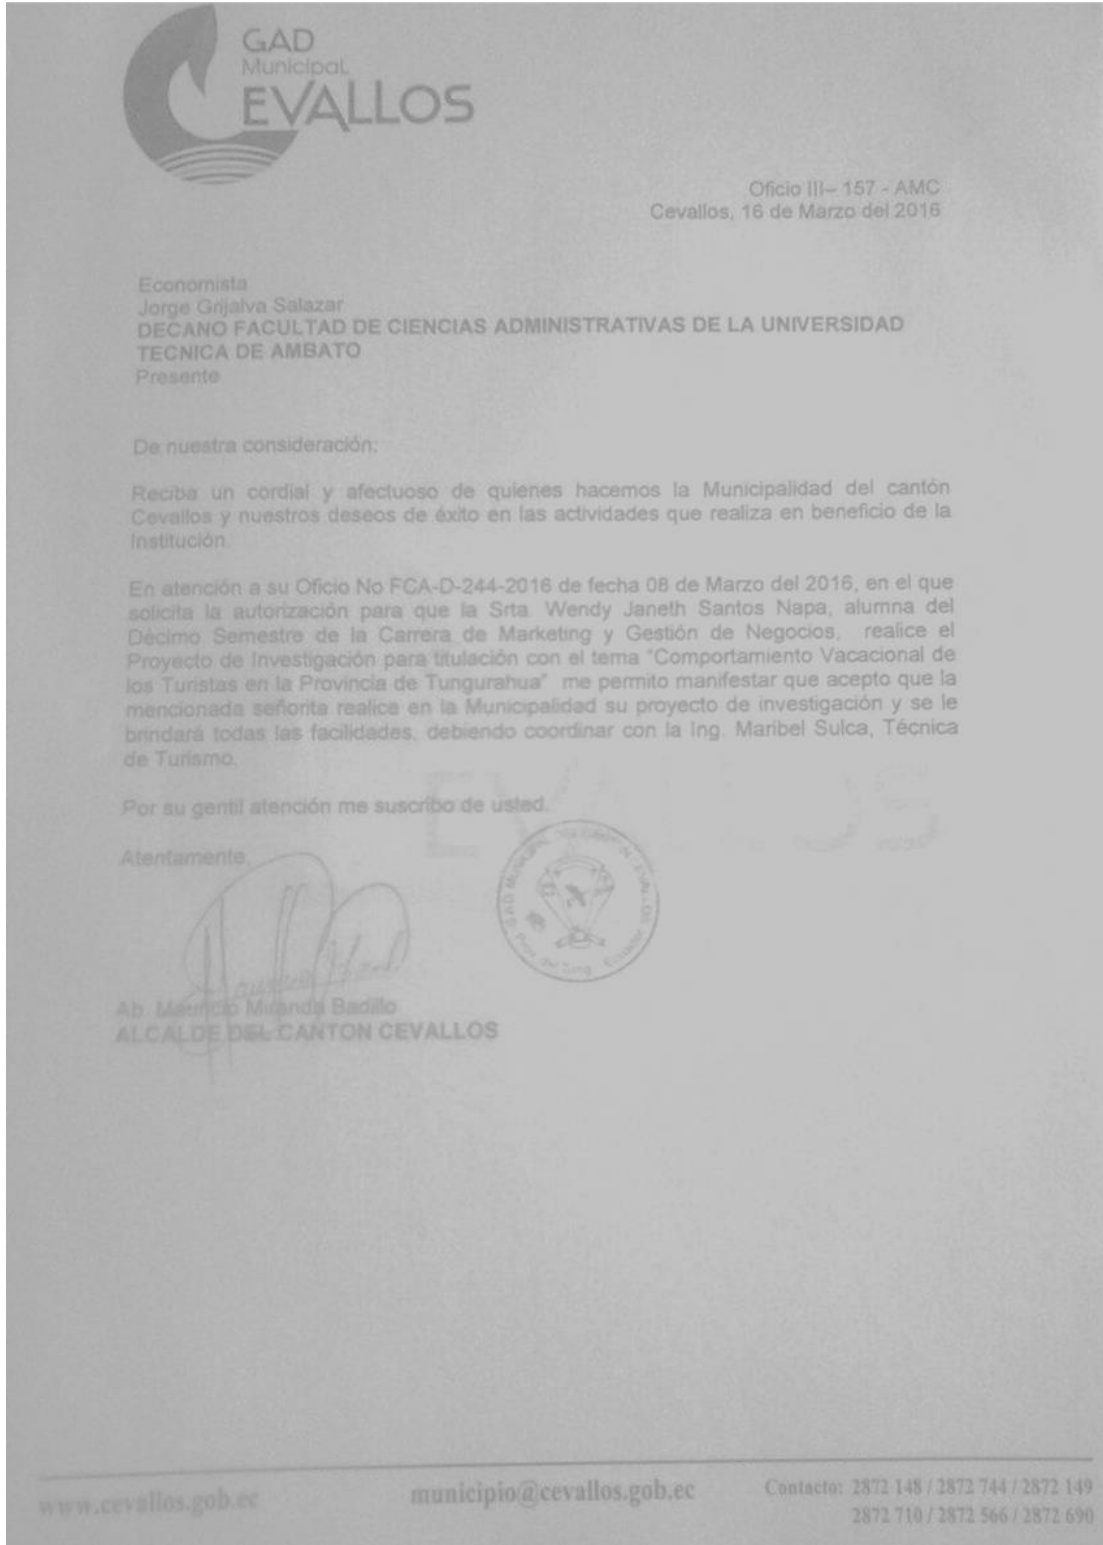 GAD
Municipal
EVALLOS
Oficio III– 157 - AMC
Cevallos, 16 de Marzo del 2016
Economista
Jorge Grijalva Salazar
DECANO FACULTAD DE CIENCIAS ADMINISTRATIVAS DE LA UNIVERSIDAD
TECNICA DE AMBATO
Presente
De nuestra consideración:
Reciba un cordial y afectuoso de quienes hacemos la Municipalidad del cantón
Cevallos y nuestros deseos de éxito en las actividades que realiza en beneficio de la
Institución.
En atención a su Oficio No FCA-D-244-2016 de fecha 08 de Marzo del 2016, en el que
solicita la autorización para que la Srta. Wendy Janeth Santos Napa, alumna del
Décimo Semestre de la Carrera de Marketing y Gestión de Negocios, realice el
Proyecto de Investigación para titulación con el tema "Comportamiento Vacacional de
los Turistas en la Provincia de Tungurahua" me permito manifestar que acepto que la
mencionada señorita realice en la Municipalidad su proyecto de investigación y se le
brindará todas las facilidades, debiendo coordinar con la Ing. Maribel Sulca, Técnica
de Turismo.
Por su gentil atención me suscribo de usted.
EVALLOS
Atentamente,
GAD MUNICIPAL DEL CANTON CEVALLOS
Prov. del Tung. Ecuador
Ab. Mauricio Miranda Badillo
ALCALDE DEL CANTON CEVALLOS
www.cevallos.gob.ec
municipio@cevallos.gob.ec
Contacto: 2872 148 / 2872 744 / 2872 149
2872 710 / 2872 566 / 2872 690